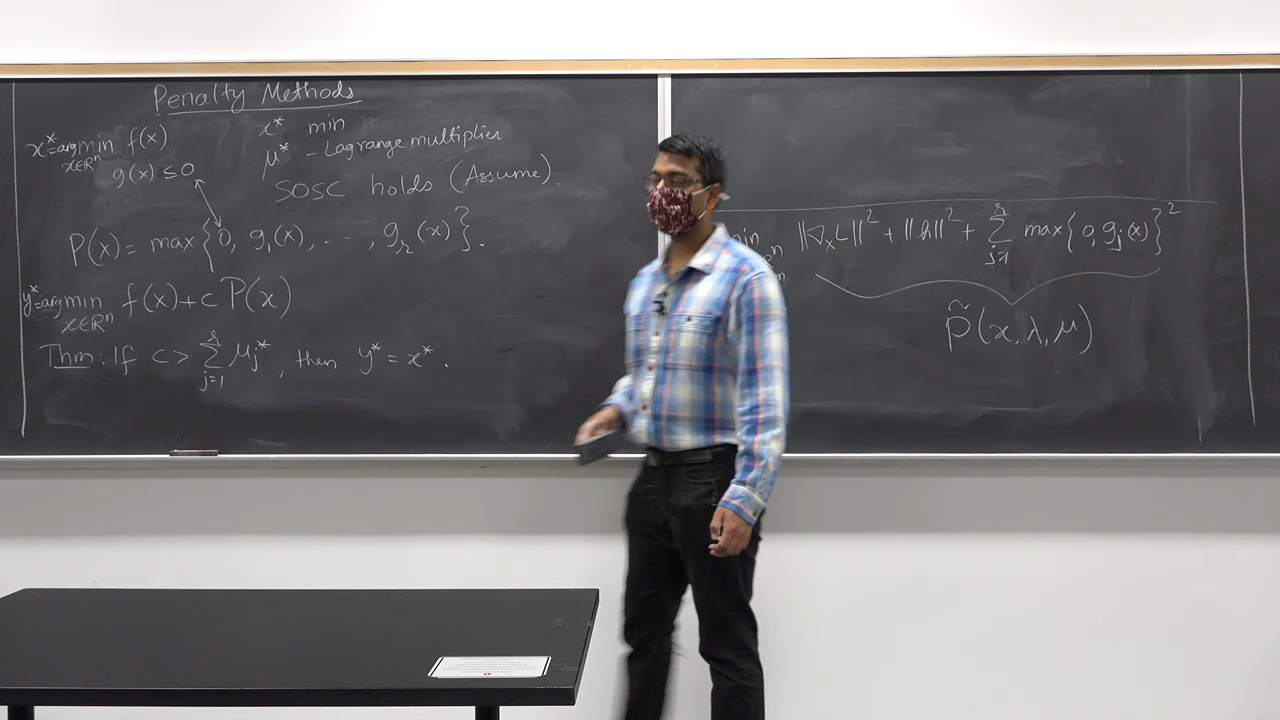 Penalty Methods
x* = argmin f(x)
x∈ℝⁿ
g(x) ≤ 0
x* min
μ* - Lagrange multiplier
SOSC holds (Assume).
P(x) = max{0, g₁(x), ..., gᵣ(x)}.
y* = argmin f(x) + c P(x)
x∈ℝⁿ
Thm: If c > Σ_{j=1}^{r} μⱼ*, then y* = x*.
‖∇ₓL‖² + ‖h‖² + Σ_{j=1}^{r} max{0, gⱼ(x)}²
P̃(x, λ, μ)